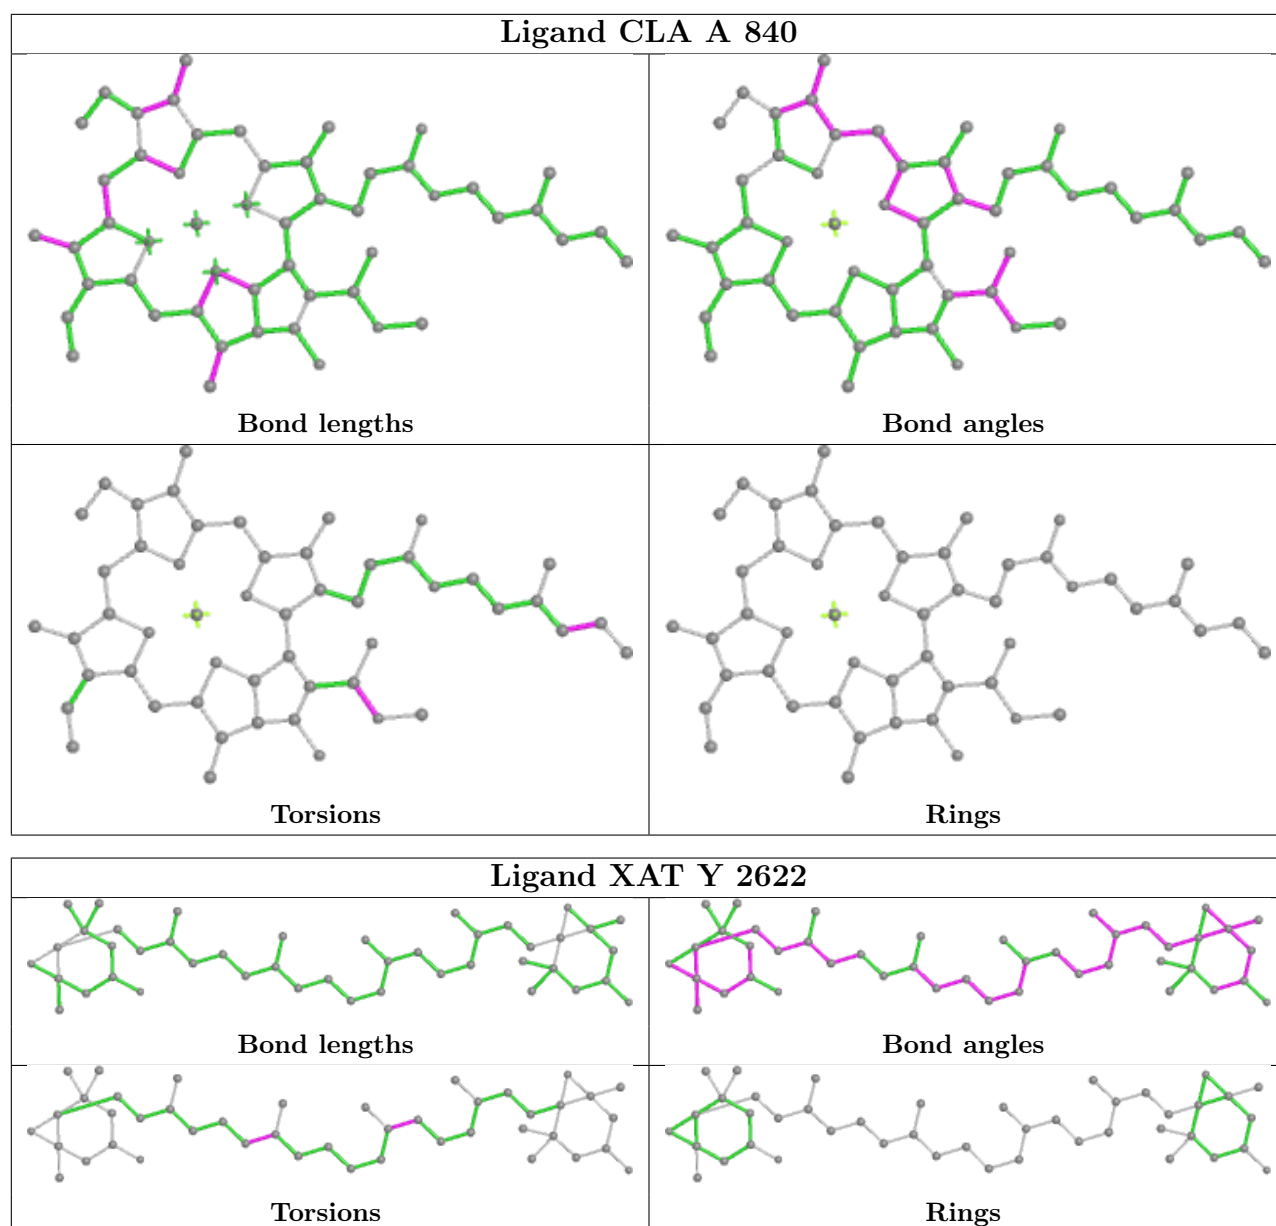 Ligand CLA A 840
Bond lengths
Bond angles
Torsions
Rings
Ligand XAT Y 2622
Bond lengths
Bond angles
Torsions
Rings